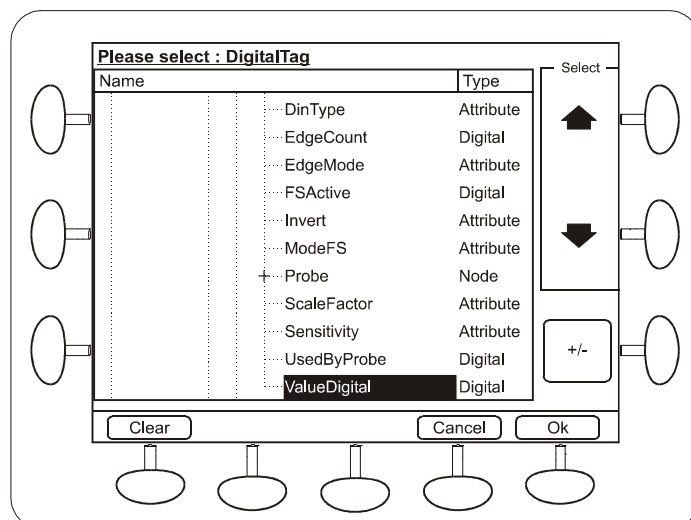 Please select : DigitalTag
Name Type
Select
DinType Attribute
EdgeCount Digital
EdgeMode Attribute
FSActive Digital
Invert Attribute
ModeFS Attribute
Probe Node
ScaleFactor Attribute
Sensitivity Attribute
UsedByProbe Digital
ValueDigital Digital
+/-
Clear Cancel Ok